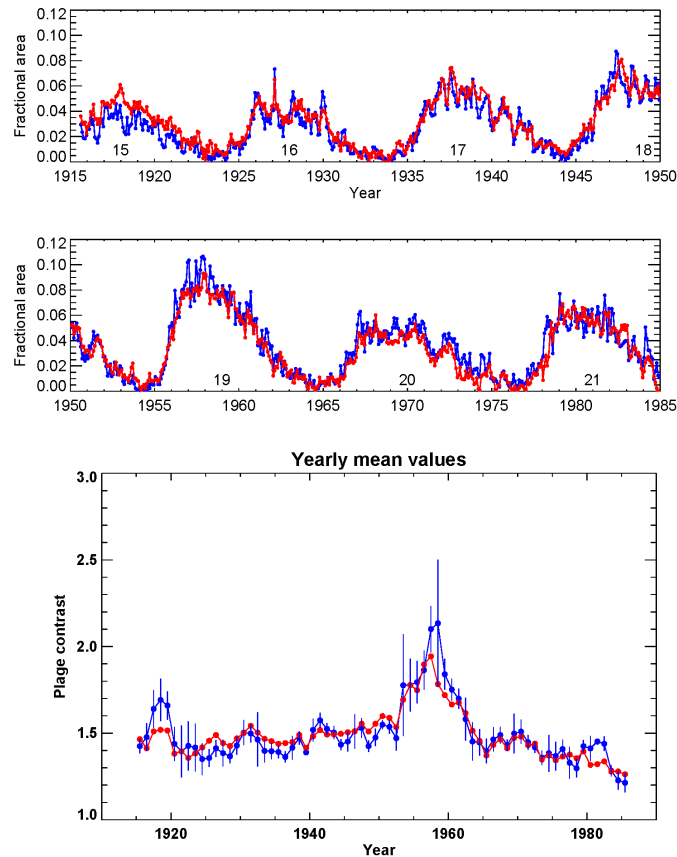 0.12
0.10
0.08
0.06
0.04
0.02
0.00
Fractional area
15 16 17 18
1915 1920 1925 1930 1935 1940 1945 1950
Year
0.12
0.10
0.08
0.06
0.04
0.02
0.00
Fractional area
19 20 21
1950 1955 1960 1965 1970 1975 1980 1985
Yearly mean values
3.0
2.5
2.0
1.5
1.0
Plage contrast
1920 1940 1960 1980
Year